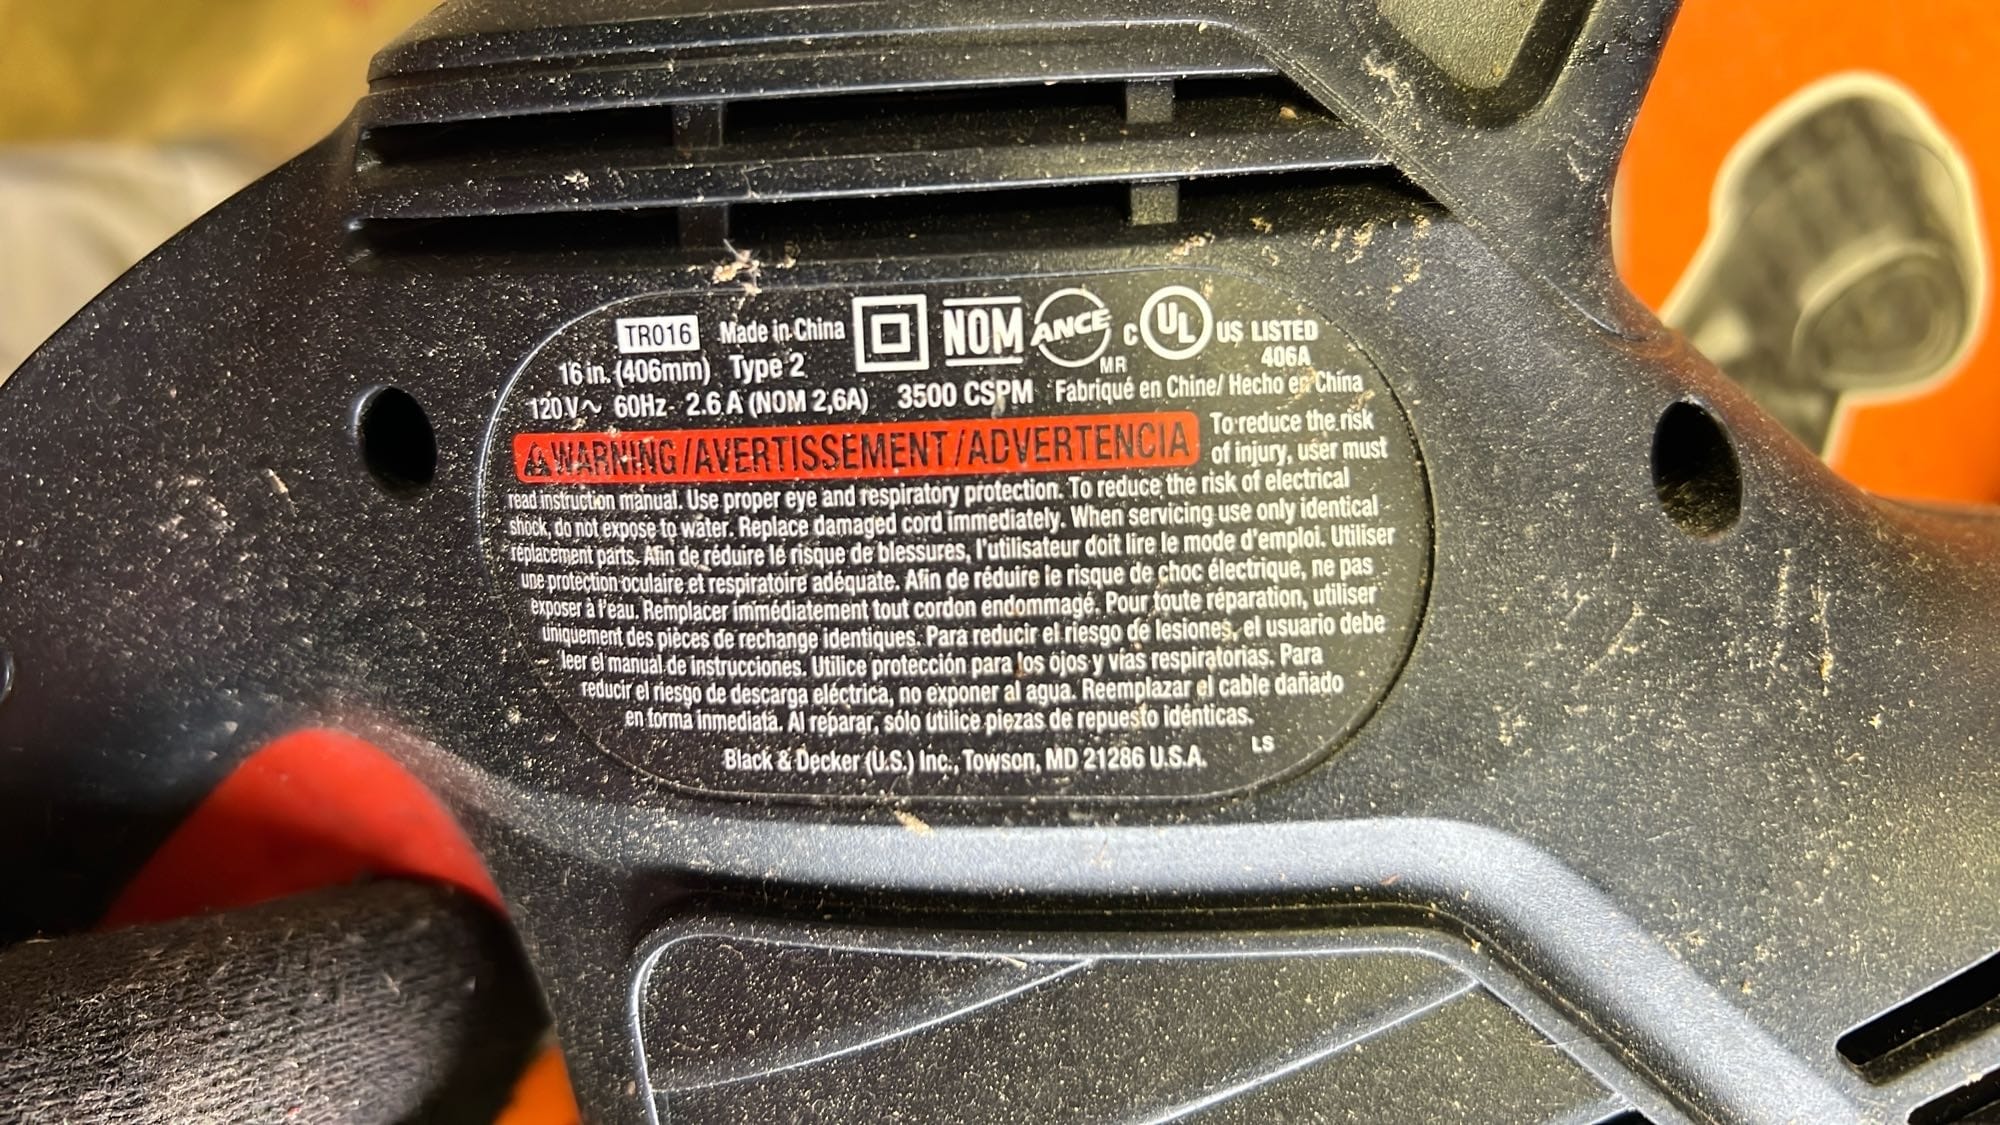 TR016 Made in China NOM ANCE MR C UL US LISTED
16 in. (406mm) Type 2 406A
120 V~ 60Hz 2.6 A (NOM 2,6A) 3500 CSPM Fabriqué en Chine/ Hecho en China
WARNING/AVERTISSEMENT/ADVERTENCIA To reduce the risk
of injury, user must
read instruction manual. Use proper eye and respiratory protection. To reduce the risk of electrical
shock, do not expose to water. Replace damaged cord immediately. When servicing use only identical
replacement parts. Afin de réduire le risque de blessures, l'utilisateur doit lire le mode d'emploi. Utiliser
une protection oculaire et respiratoire adéquate. Afin de réduire le risque de choc électrique, ne pas
exposer à l'eau. Remplacer immédiatement tout cordon endommagé. Pour toute réparation, utiliser
uniquement des pièces de rechange identiques. Para reducir el riesgo de lesiones, el usuario debe
leer el manual de instrucciones. Utilice protección para los ojos y vías respiratorias. Para
reducir el riesgo de descarga eléctrica, no exponer al agua. Reemplazar el cable dañado
en forma inmediata. Al reparar, sólo utilice piezas de repuesto idénticas.
Black & Decker (U.S.) Inc., Towson, MD 21286 U.S.A. LS